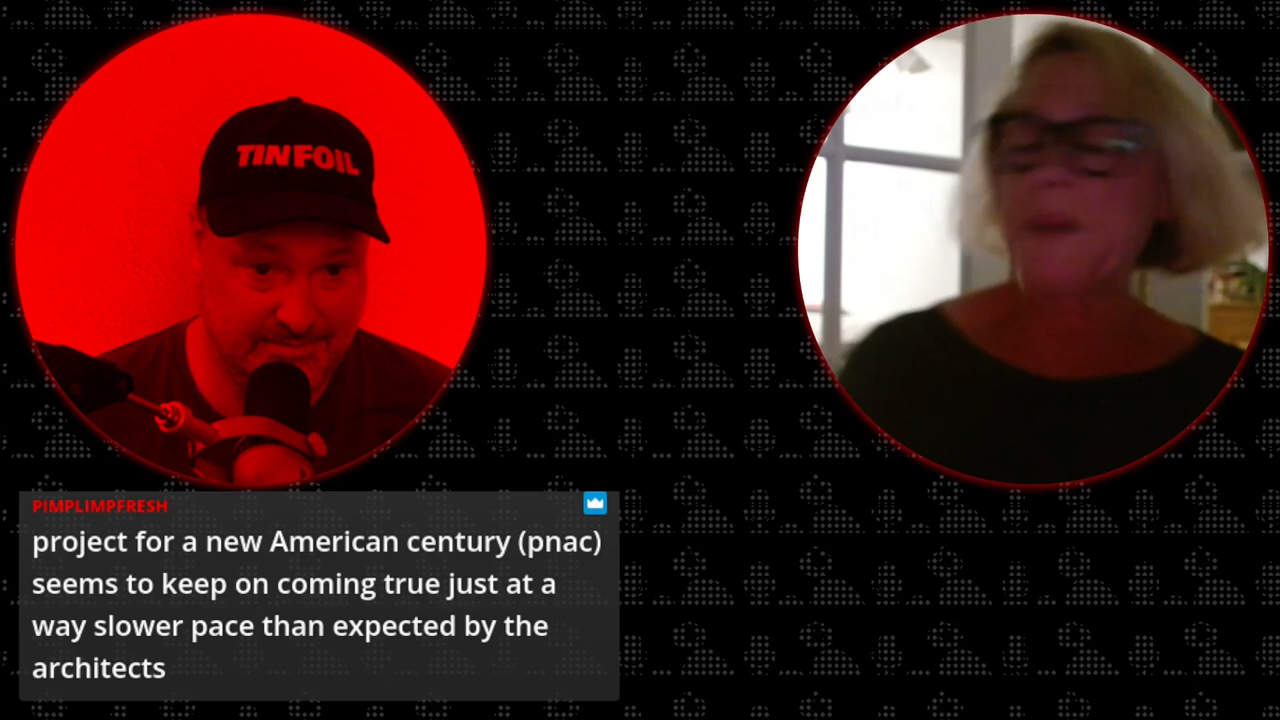 TINFOIL
PIMPLIMPFRESH
project for a new American century (pnac)
seems to keep on coming true just at a
way slower pace than expected by the
architects